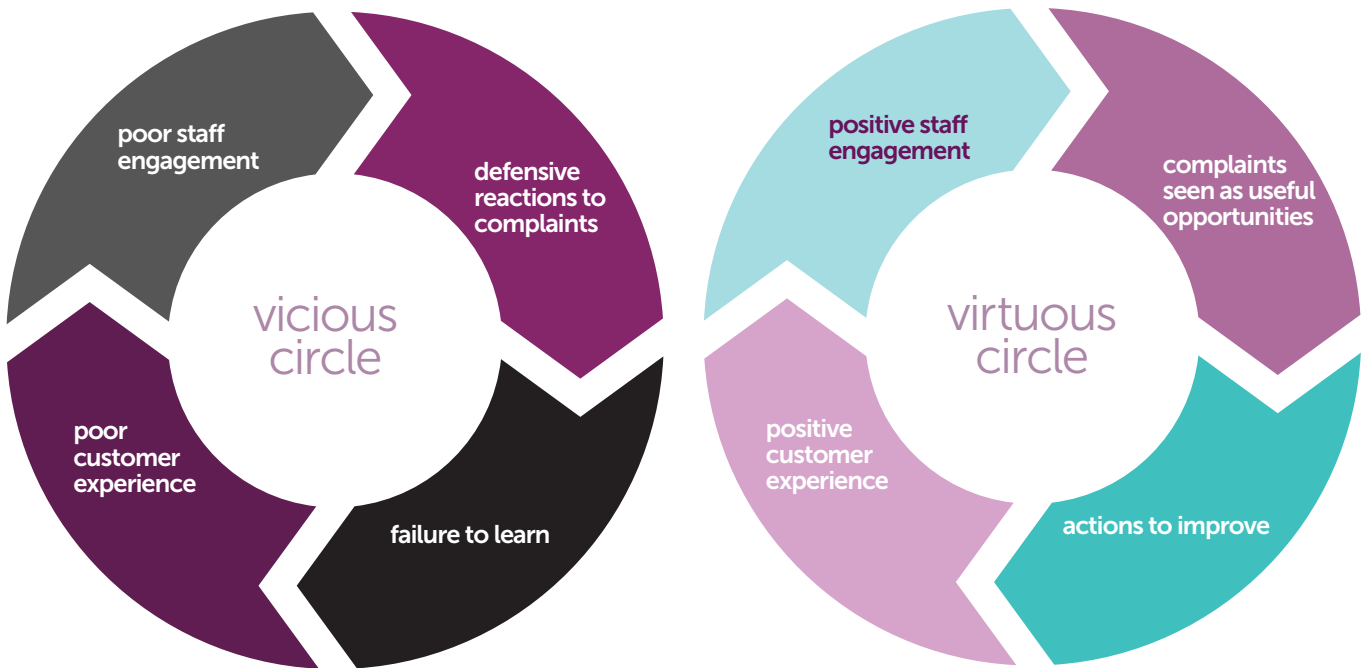 poor staff
engagement
defensive
reactions to
complaints
failure to learn
poor
customer
experience
vicious
circle
positive staff
engagement
complaints
seen as useful
opportunities
actions to improve
positive
customer
experience
virtuous
circle